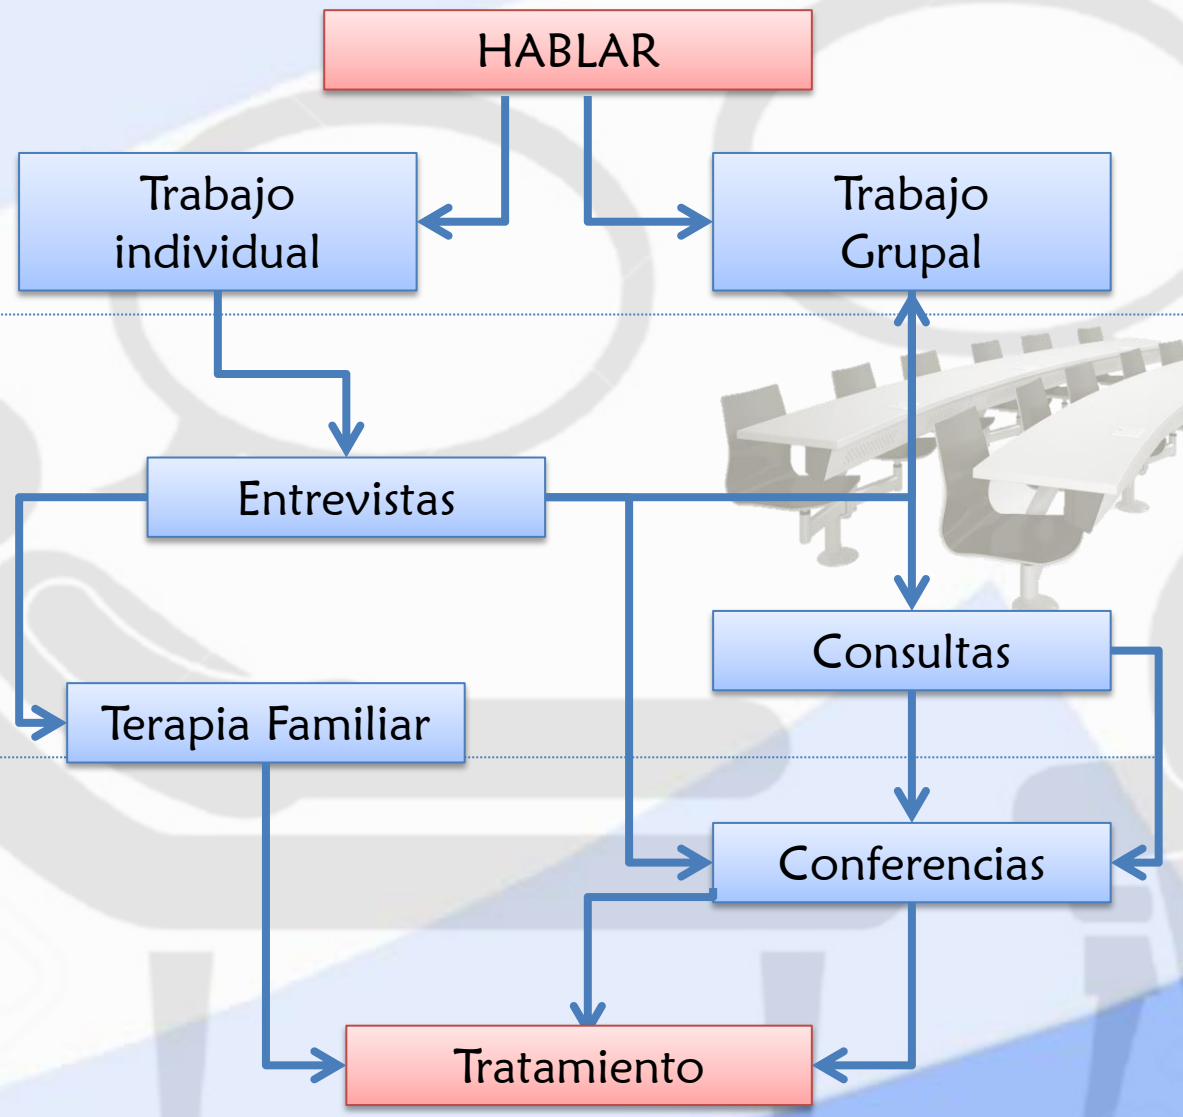 HABLAR
Trabajo
individual
Trabajo
Grupal
Entrevistas
Consultas
Terapia Familiar
Conferencias
Tratamiento